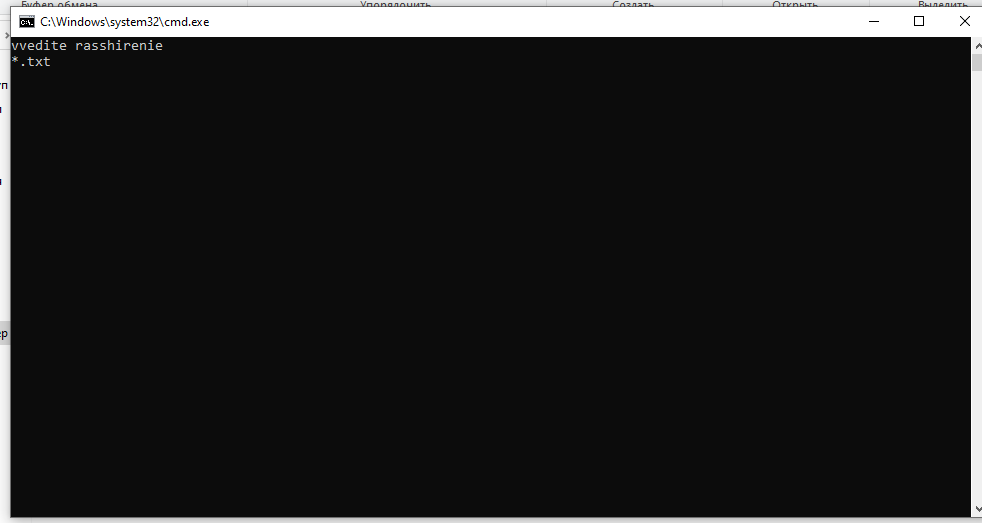 Буфер обмена Упорядочить Создать Открыть Выделить
C:\Windows\system32\cmd.exe
vvedite rasshirenie
*.txt